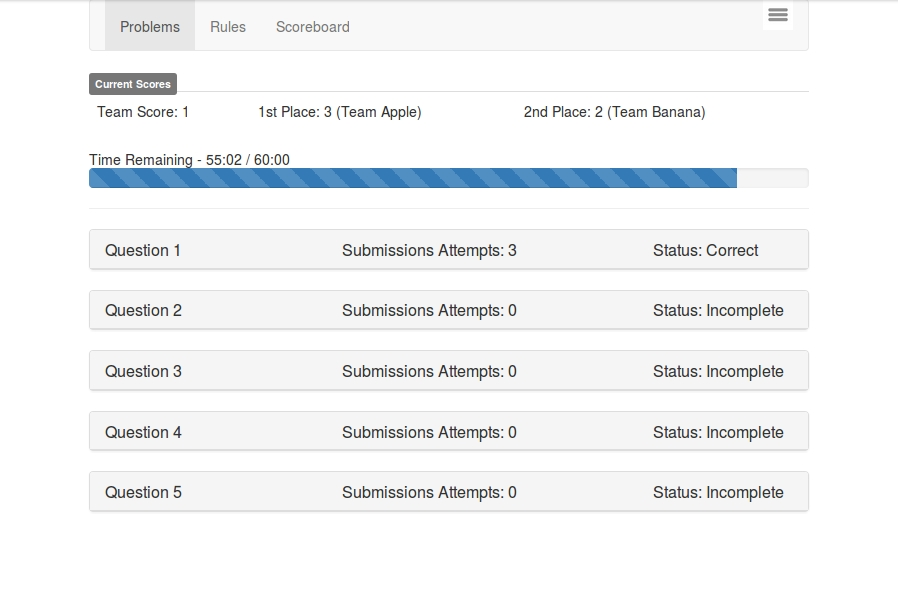 Problems Rules Scoreboard
Current Scores
Team Score: 1 1st Place: 3 (Team Apple) 2nd Place: 2 (Team Banana)
Time Remaining - 55:02 / 60:00
Question 1 Submissions Attempts: 3 Status: Correct
Question 2 Submissions Attempts: 0 Status: Incomplete
Question 3 Submissions Attempts: 0 Status: Incomplete
Question 4 Submissions Attempts: 0 Status: Incomplete
Question 5 Submissions Attempts: 0 Status: Incomplete